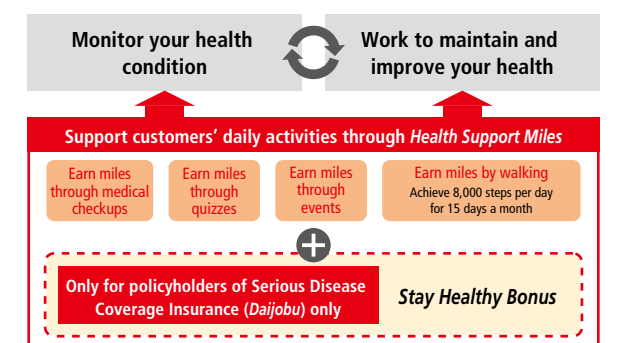 Monitor your health
condition
Work to maintain and
improve your health
Support customers' daily activities through Health Support Miles
Earn miles
through medical
checkups
Earn miles
through
quizzes
Earn miles
through
events
Earn miles by walking
Achieve 8,000 steps per day
for 15 days a month
Only for policyholders of Serious Disease
Coverage Insurance (Daijobu) only
Stay Healthy Bonus